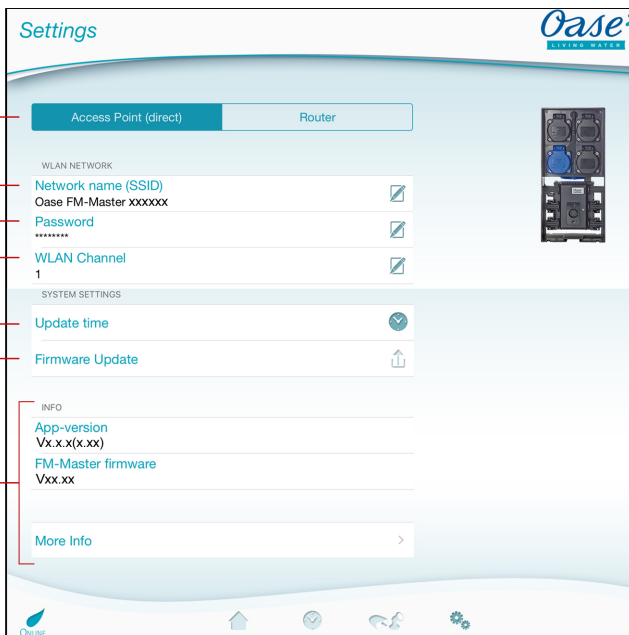 Settings
Oase
LIVING WATER
Access Point (direct)
Router
WLAN NETWORK
Network name (SSID)
Oase FM-Master xxxxxx
Password
********
WLAN Channel
1
SYSTEM SETTINGS
Update time
Firmware Update
INFO
App-version
Vx.x.x(x.xx)
FM-Master firmware
Vxx.xx
More Info
ONLINE